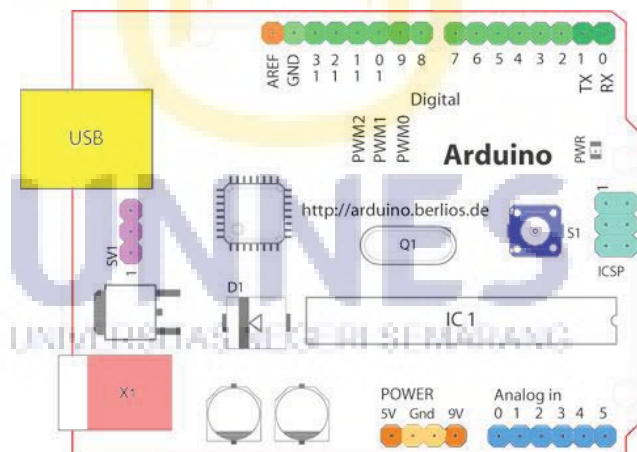 AREF
GND
13
12
11
10
9
8
7
6
5
4
3
2
1
0
TX
RX
Digital
PWM2
PWM1
PWM0
Arduino
PWR
USB
http://arduino.berlios.de
SV1
1
Q1
S1
1
ICSP
D1
IC 1
UNNES
UNIVERSITAS NEGERI SEMARANG
X1
POWER
5V Gnd 9V
Analog in
0 1 2 3 4 5